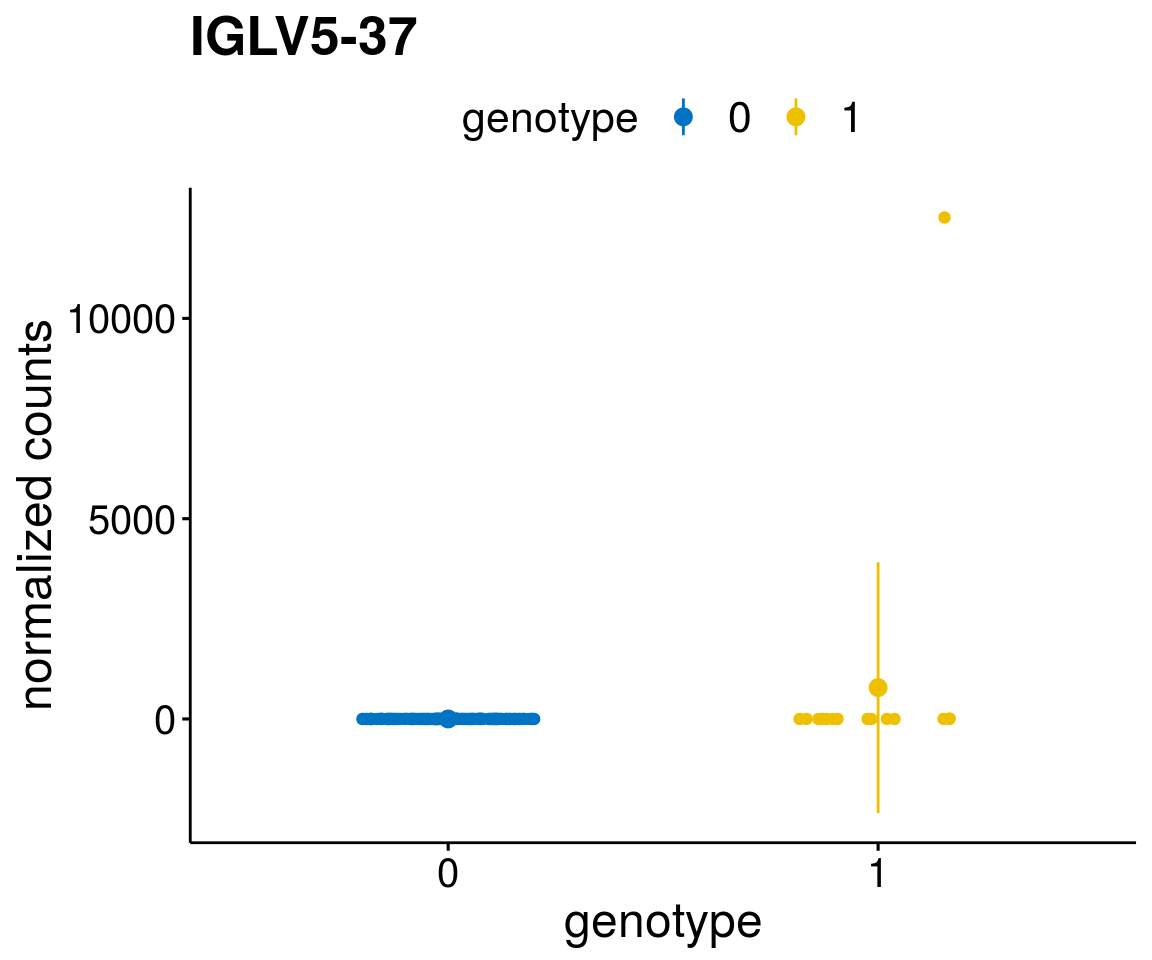 IGLV5-37
genotype 0 1
normalized counts
10000
5000
0
0 1
genotype